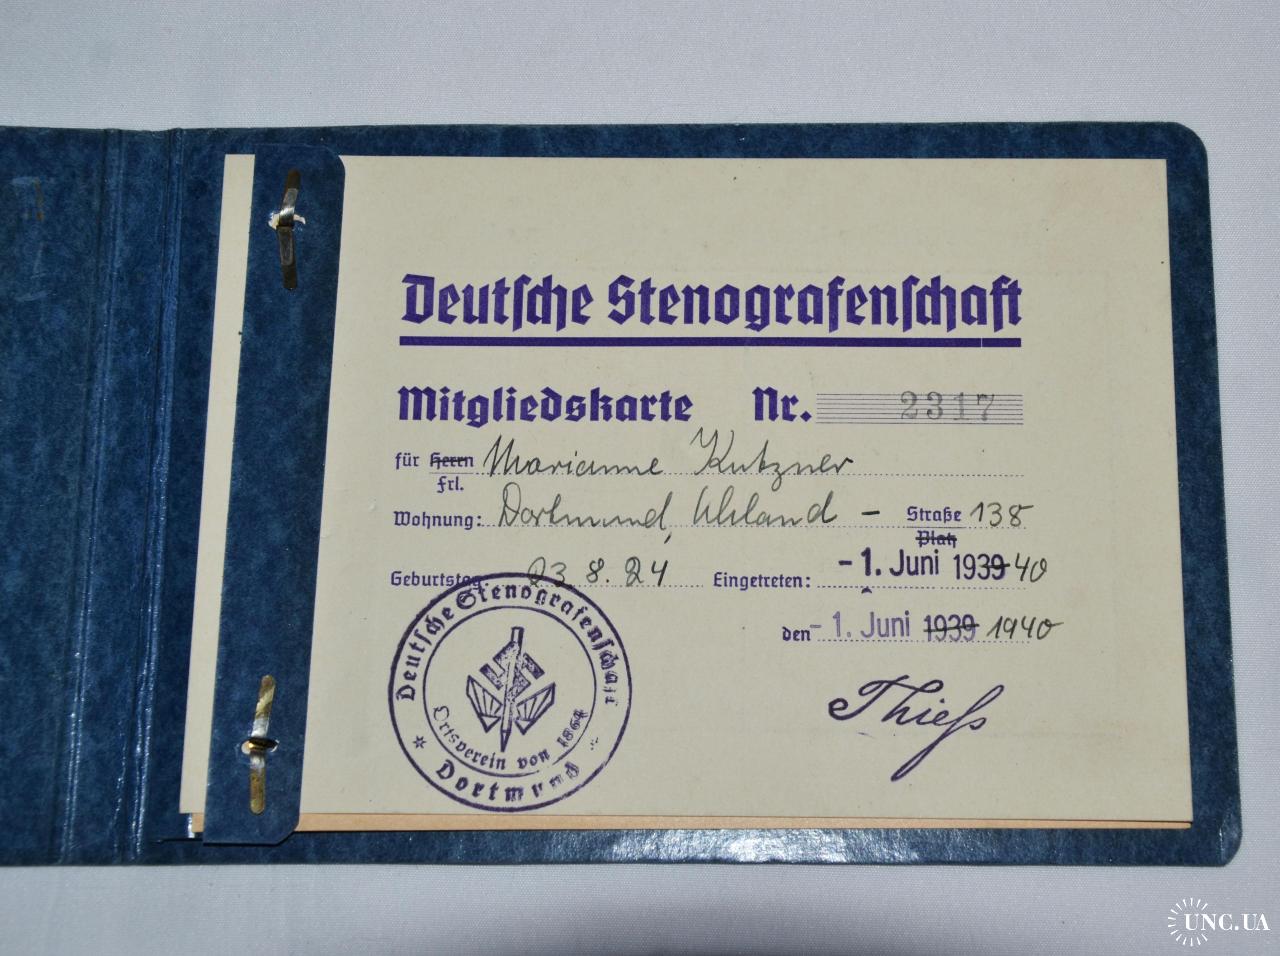 Deutsche Stenografenschaft
Mitgliedskarte Nr. 2317
für Herrn Marianne Kutzner
Frl.
Wohnung: Dortmund, Uhland - Straße 138
Platz
Geburtstag: 23.8.24 Eingetreten: -1. Juni 1939 40
den -1. Juni 1939 1940
Thieß
Deutsche Stenografenschaft
Ortsverein von 1864
* Dortmund *
UNC.UA